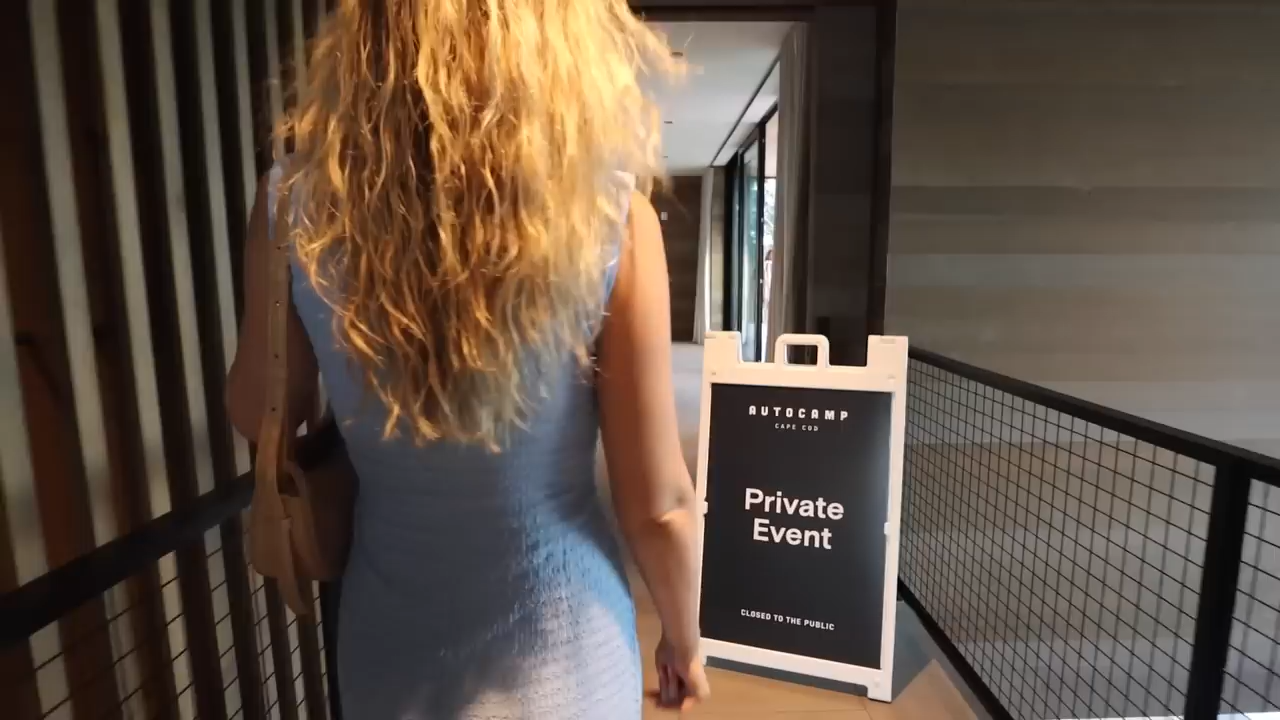 AUTOCAMP
CAPE COD
Private
Event
CLOSED TO THE PUBLIC